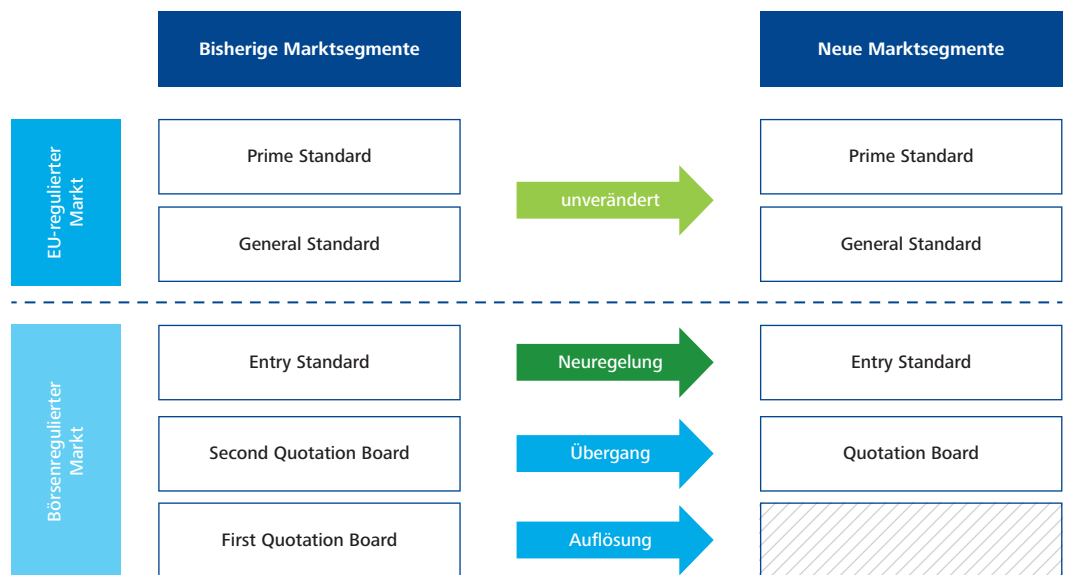 Bisherige Marktsegmente
Neue Marktsegmente
EU-regulierter
Markt
Prime Standard
General Standard
unverändert
Prime Standard
General Standard
Börsenregulierter
Markt
Entry Standard
Neuregelung
Entry Standard
Second Quotation Board
Übergang
Quotation Board
First Quotation Board
Auflösung